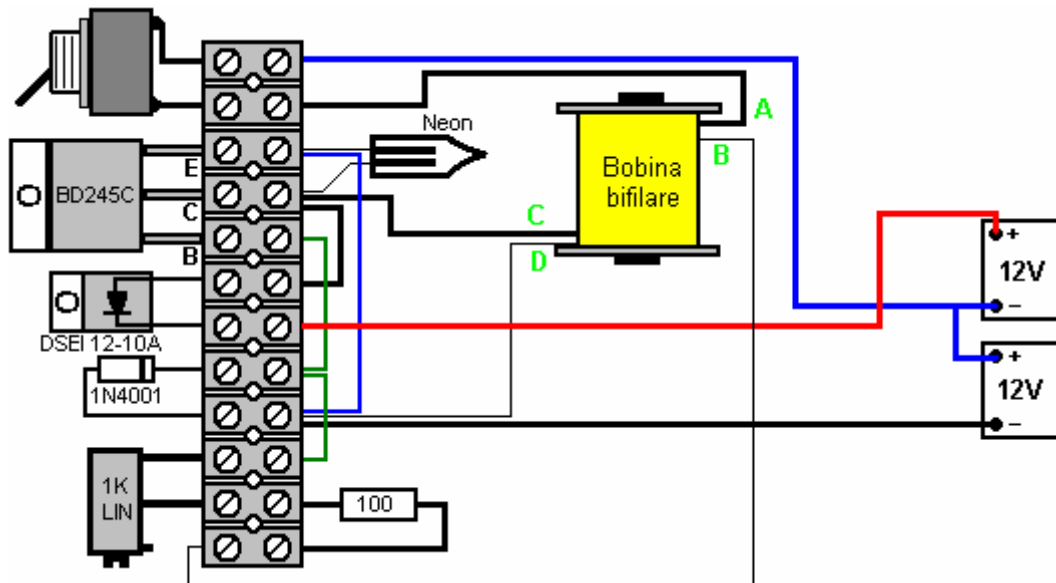 Neon
A
B
Bobina
bifilare
C
D
E
C
B
BD245C
DSEI 12-10A
1N4001
1K
LIN
100
+
12V
−
+
12V
−